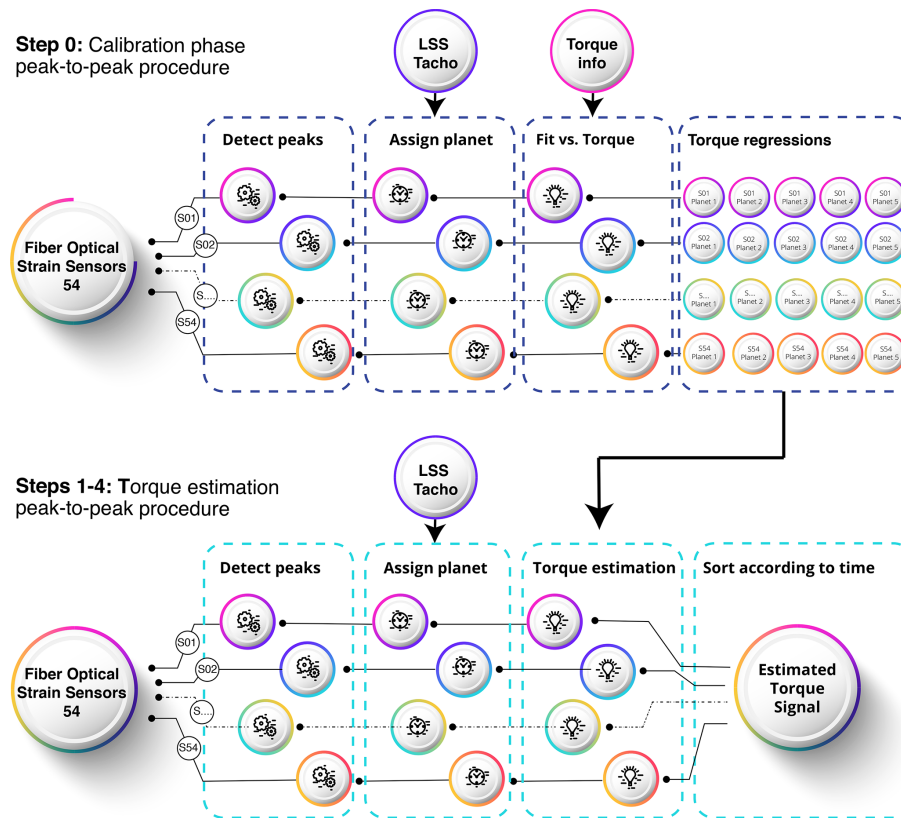 Step 0: Calibration phase
peak-to-peak procedure
LSS
Tacho
Torque
info
Detect peaks
Assign planet
Fit vs. Torque
Torque regressions
Fiber Optical
Strain Sensors
54
S01
S02
S....
S54
S01
Planet 1
S01
Planet 2
S01
Planet 3
S01
Planet 4
S01
Planet 5
S02
Planet 1
S02
Planet 2
S02
Planet 3
S02
Planet 4
S02
Planet 5
S...
Planet 1
S...
Planet 2
S...
Planet 3
S...
Planet 4
S...
Planet 5
S54
Planet 1
S54
Planet 2
S54
Planet 3
S54
Planet 4
S54
Planet 5
Steps 1-4: Torque estimation
peak-to-peak procedure
LSS
Tacho
Detect peaks
Assign planet
Torque estimation
Sort according to time
Fiber Optical
Strain Sensors
54
S01
S02
S....
S54
Estimated
Torque
Signal